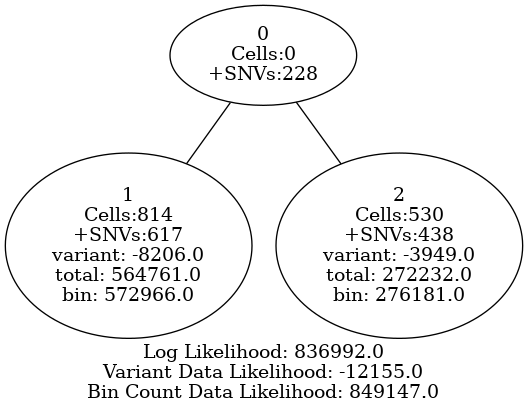 0
Cells:0
+SNVs:228
1
Cells:814
+SNVs:617
variant: -8206.0
total: 564761.0
bin: 572966.0
2
Cells:530
+SNVs:438
variant: -3949.0
total: 272232.0
bin: 276181.0
Log Likelihood: 836992.0
Variant Data Likelihood: -12155.0
Bin Count Data Likelihood: 849147.0